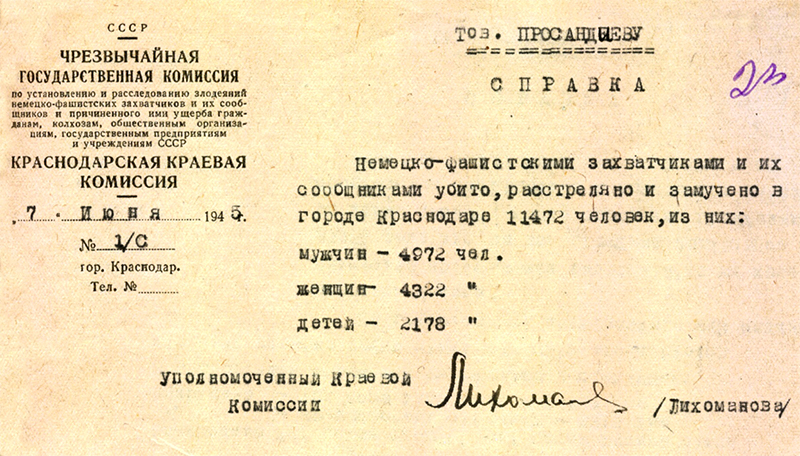 СССР
ЧРЕЗВЫЧАЙНАЯ
ГОСУДАРСТВЕННАЯ КОМИССИЯ
по установлению и расследованию злодеяний
немецко-фашистских захватчиков и их сооб-
щников и причиненного ими ущерба граж-
данам, колхозам, общественным организа-
циям, государственным предприятиям
и учреждениям СССР
КРАСНОДАРСКАЯ КРАЕВАЯ
КОМИССИЯ
„7. Июня 1945г.
№ 1/С
гор. Краснодар.
Тел. №
Тов. ПРОСАНДЕЕВУ
СПРАВКА
Немецко-фашистскими захватчиками и их
сообщниками убито, расстреляно и замучено в
городе Краснодаре 11472 человек, из них:
мужчин - 4972 чел.
женщин- 4322 "
детей - 2178 "
Уполномоченный Краевой
Комиссии
Лихоманова
/Лихоманова/